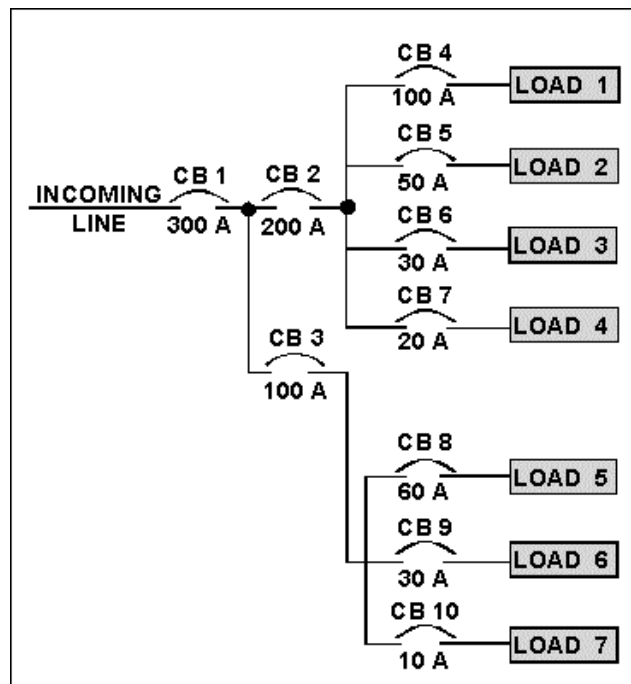 CB 4
100 A
LOAD 1
CB 5
50 A
LOAD 2
CB 1
CB 2
INCOMING
LINE
300 A
200 A
CB 6
30 A
LOAD 3
CB 7
20 A
LOAD 4
CB 3
100 A
CB 8
60 A
LOAD 5
CB 9
30 A
LOAD 6
CB 10
10 A
LOAD 7